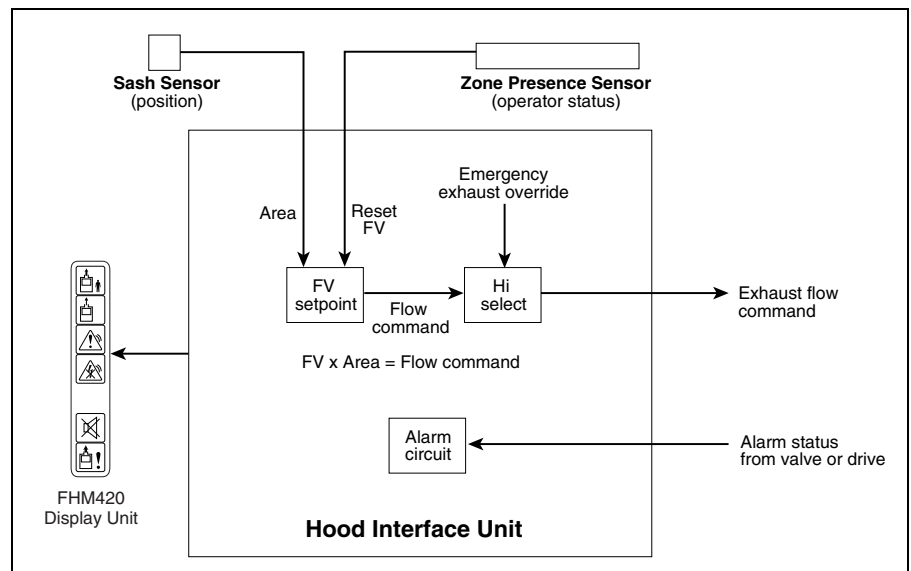 Sash Sensor
(position)
Zone Presence Sensor
(operator status)
Emergency
exhaust override
Area
Reset
FV
FV
setpoint
Flow
command
Hi
select
Exhaust flow
command
FV x Area = Flow command
Alarm
circuit
Alarm status
from valve or drive
FHM420
Display Unit
Hood Interface Unit